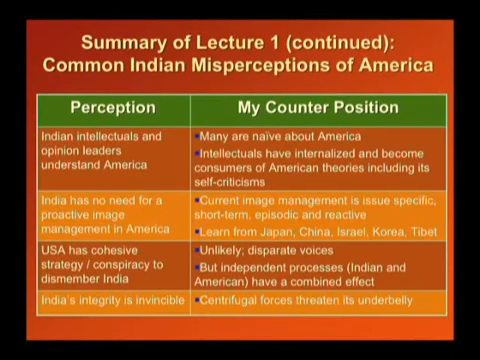 Summary of Lecture 1 (continued):
Common Indian Misperceptions of America
Perception
My Counter Position
Indian intellectuals and
opinion leaders
understand America
▪Many are naïve about America
▪Intellectuals have internalized and become
consumers of American theories including its
self-criticisms
India has no need for a
proactive image
management in America
▪Current image management is issue specific,
short-term, episodic and reactive
▪Learn from Japan, China, Israel, Korea, Tibet
USA has cohesive
strategy / conspiracy to
dismember India
▪Unlikely; disparate voices
▪But independent processes (Indian and
American) have a combined effect
India's integrity is invincible
▪Centrifugal forces threaten its underbelly